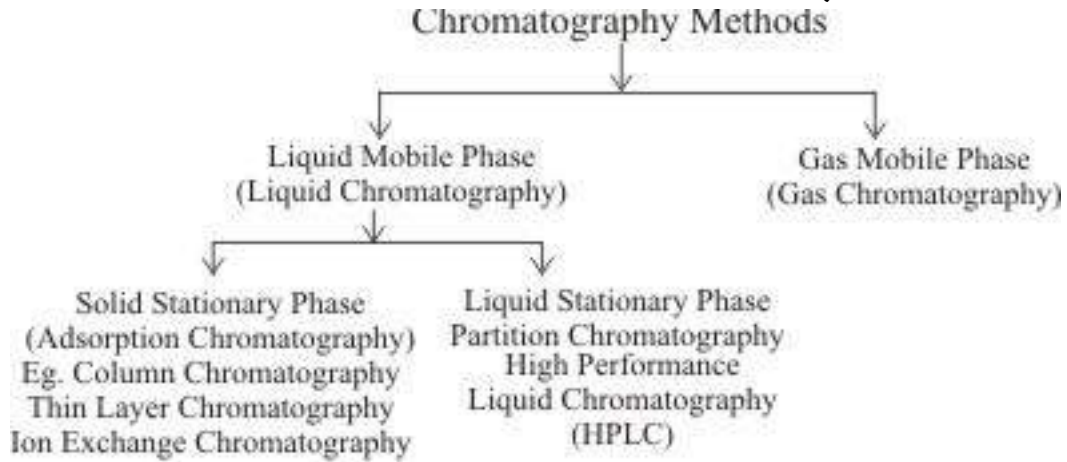 Chromatography Methods
Liquid Mobile Phase
(Liquid Chromatography)
Gas Mobile Phase
(Gas Chromatography)
Solid Stationary Phase
(Adsorption Chromatography)
Eg. Column Chromatography
Thin Layer Chromatography
Ion Exchange Chromatography
Liquid Stationary Phase
Partition Chromatography
High Performance
Liquid Chromatography
(HPLC)